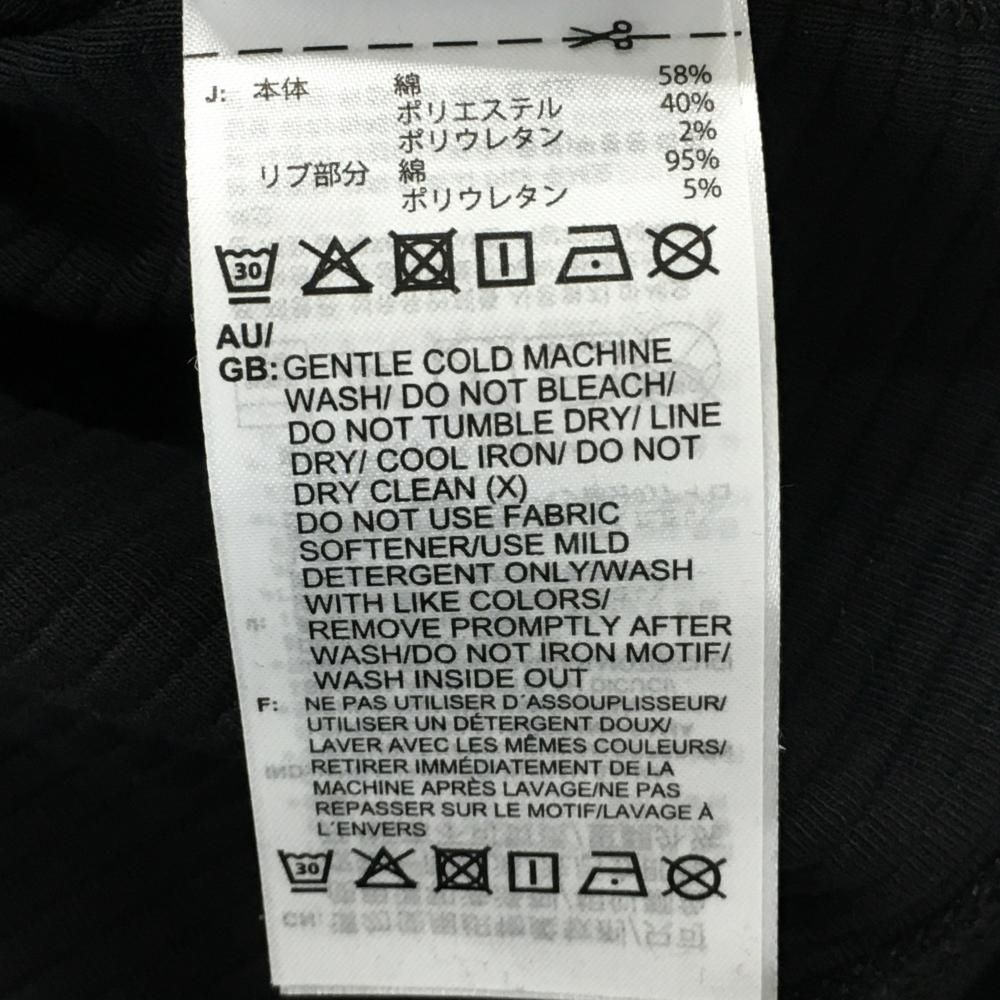 J: 本体 綿 58%
ポリエステル 40%
ポリウレタン 2%
リブ部分 綿 95%
ポリウレタン 5%
30
AU/
GB: GENTLE COLD MACHINE
WASH/ DO NOT BLEACH/
DO NOT TUMBLE DRY/ LINE
DRY/ COOL IRON/ DO NOT
DRY CLEAN (X)
DO NOT USE FABRIC
SOFTENER/USE MILD
DETERGENT ONLY/WASH
WITH LIKE COLORS/
REMOVE PROMPTLY AFTER
WASH/DO NOT IRON MOTIF/
WASH INSIDE OUT
F: NE PAS UTILISER D´ASSOUPLISSEUR/
UTILISER UN DÉTERGENT DOUX/
LAVER AVEC LES MÊMES COULEURS/
RETIRER IMMÉDIATEMENT DE LA
MACHINE APRÈS LAVAGE/NE PAS
REPASSER SUR LE MOTIF/LAVAGE À
L´ENVERS
30